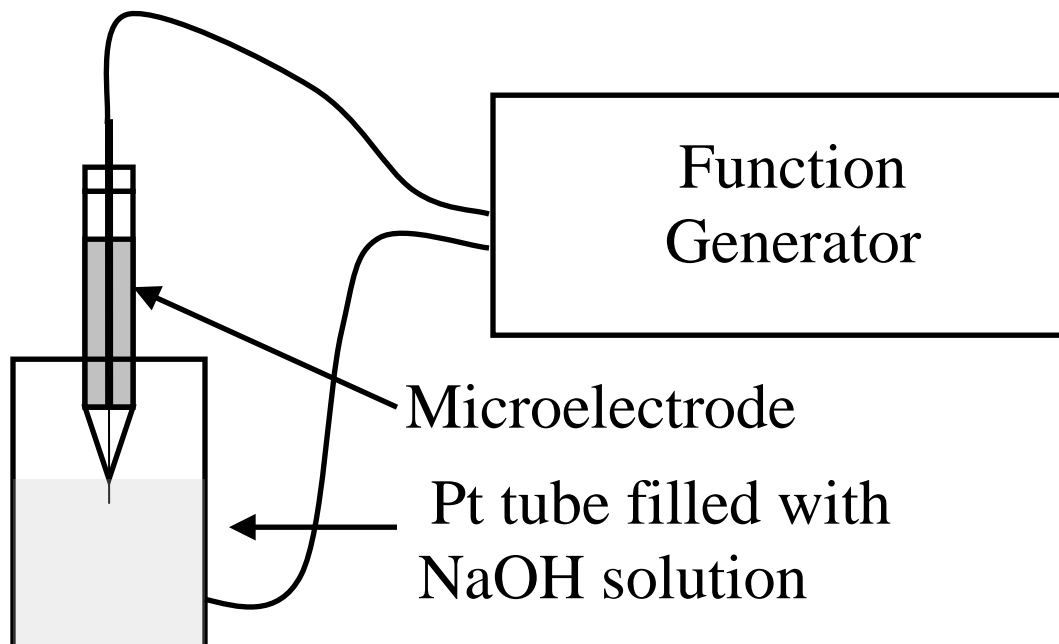 Function
Generator
Microelectrode
Pt tube filled with
NaOH solution